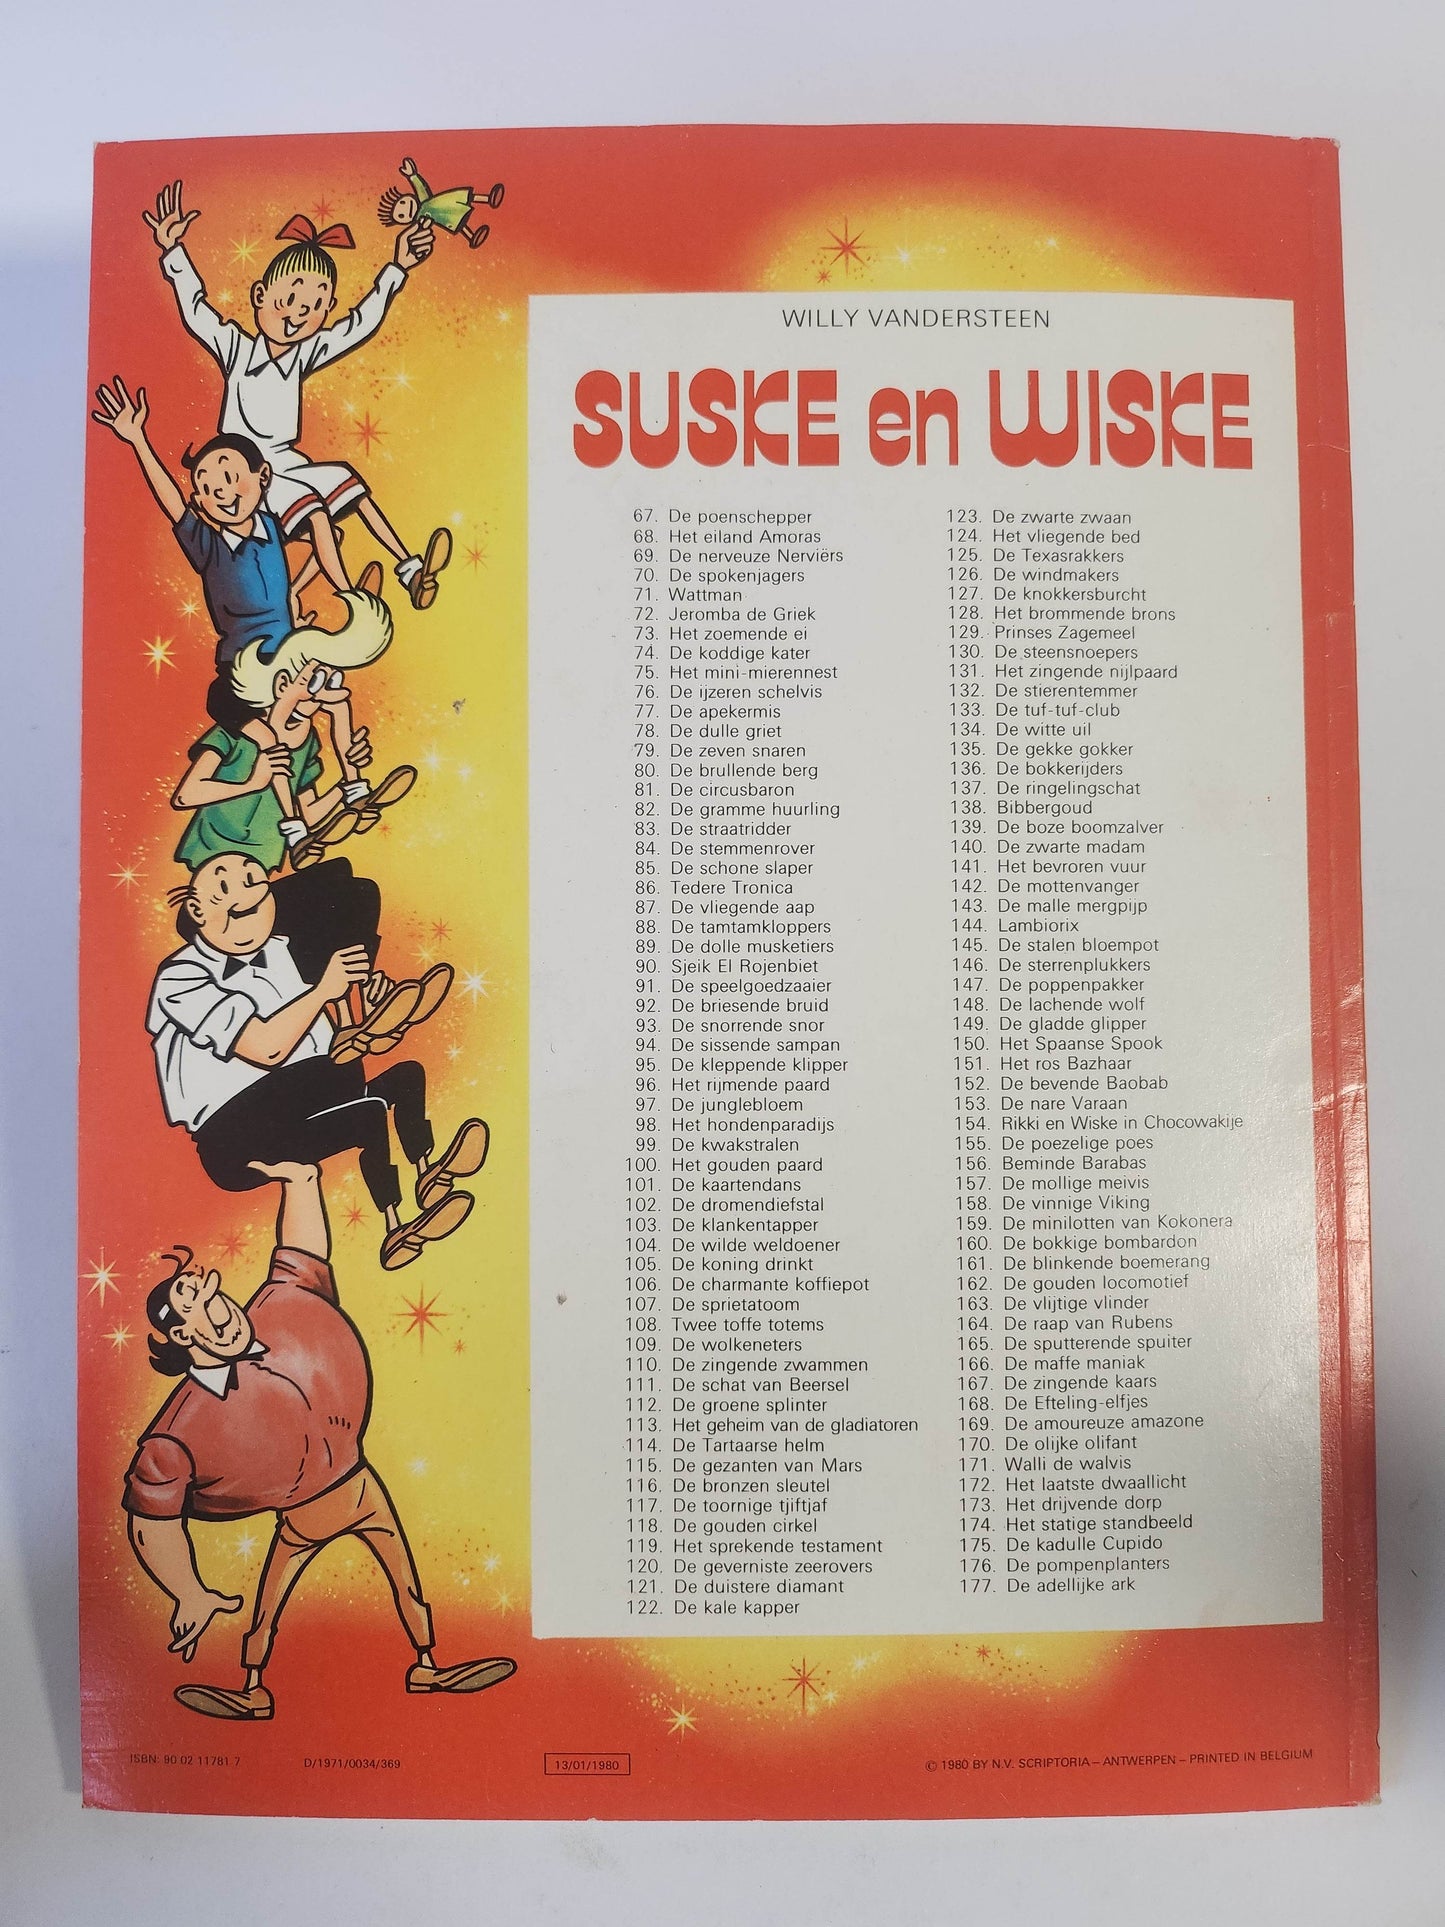 WILLY VANDERSTEEN
SUSKE en WISKE
67. De poenschepper
68. Het eiland Amoras
69. De nerveuze Nerviërs
70. De spokenjagers
71. Wattman
72. Jeromba de Griek
73. Het zoemende ei
74. De koddige kater
75. Het mini-mierennest
76. De ijzeren schelvis
77. De apekermis
78. De dulle griet
79. De zeven snaren
80. De brullende berg
81. De circusbaron
82. De gramme huurling
83. De straatridder
84. De stemmenrover
85. De schone slaper
86. Tedere Tronica
87. De vliegende aap
88. De tamtamkloppers
89. De dolle musketiers
90. Sjeik El Rojenbiet
91. De speelgoedzaaier
92. De briesende bruid
93. De snorrende snor
94. De sissende sampan
95. De kleppende klipper
96. Het rijmende paard
97. De junglebloem
98. Het hondenparadijs
99. De kwakstralen
100. Het gouden paard
101. De kaartendans
102. De dromendiefstal
103. De klankentapper
104. De wilde weldoener
105. De koning drinkt
106. De charmante koffiepot
107. De sprietatoom
108. Twee toffe totems
109. De wolkeneters
110. De zingende zwammen
111. De schat van Beersel
112. De groene splinter
113. Het geheim van de gladiatoren
114. De Tartaarse helm
115. De gezanten van Mars
116. De bronzen sleutel
117. De toornige tjiftjaf
118. De gouden cirkel
119. Het sprekende testament
120. De geverniste zeerovers
121. De duistere diamant
122. De kale kapper
123. De zwarte zwaan
124. Het vliegende bed
125. De Texasrakkers
126. De windmakers
127. De knokkersburcht
128. Het brommende brons
129. Prinses Zagemeel
130. De steensnoepers
131. Het zingende nijlpaard
132. De stierentemmer
133. De tuf-tuf-club
134. De witte uil
135. De gekke gokker
136. De bokkerijders
137. De ringelingschat
138. Bibbergoud
139. De boze boomzalver
140. De zwarte madam
141. Het bevroren vuur
142. De mottenvanger
143. De malle mergpijp
144. Lambiorix
145. De stalen bloempot
146. De sterrenplukkers
147. De poppenpakker
148. De lachende wolf
149. De gladde glipper
150. Het Spaanse Spook
151. Het ros Bazhaar
152. De bevende Baobab
153. De nare Varaan
154. Rikki en Wiske in Chocowakije
155. De poezelige poes
156. Beminde Barabas
157. De mollige meivis
158. De vinnige Viking
159. De minilotten van Kokonera
160. De bokkige bombardon
161. De blinkende boemerang
162. De gouden locomotief
163. De vlijtige vlinder
164. De raap van Rubens
165. De sputterende spuiter
166. De maffe maniak
167. De zingende kaars
168. De Efteling-elfjes
169. De amoureuze amazone
170. De olijke olifant
171. Walli de walvis
172. Het laatste dwaallicht
173. Het drijvende dorp
174. Het statige standbeeld
175. De kadulle Cupido
176. De pompenplanters
177. De adellijke ark
ISBN: 90 02 11781 7
D/1971/0034/369
13/01/1980
© 1980 BY N.V. SCRIPTORIA – ANTWERPEN – PRINTED IN BELGIUM